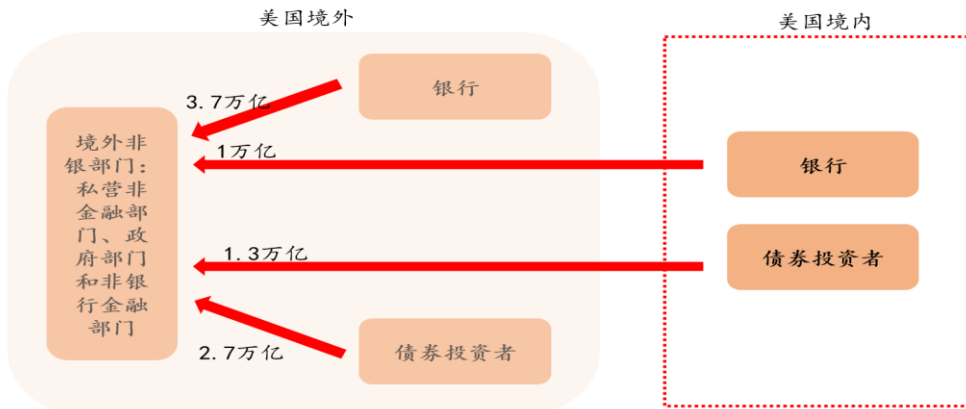 美国境外
美国境内
银行
3.7万亿
境外非
银部门：
私营非
金融部
门、政
府部门
和非银
行金融
部门
1万亿
银行
1.3万亿
债券投资者
2.7万亿
债券投资者